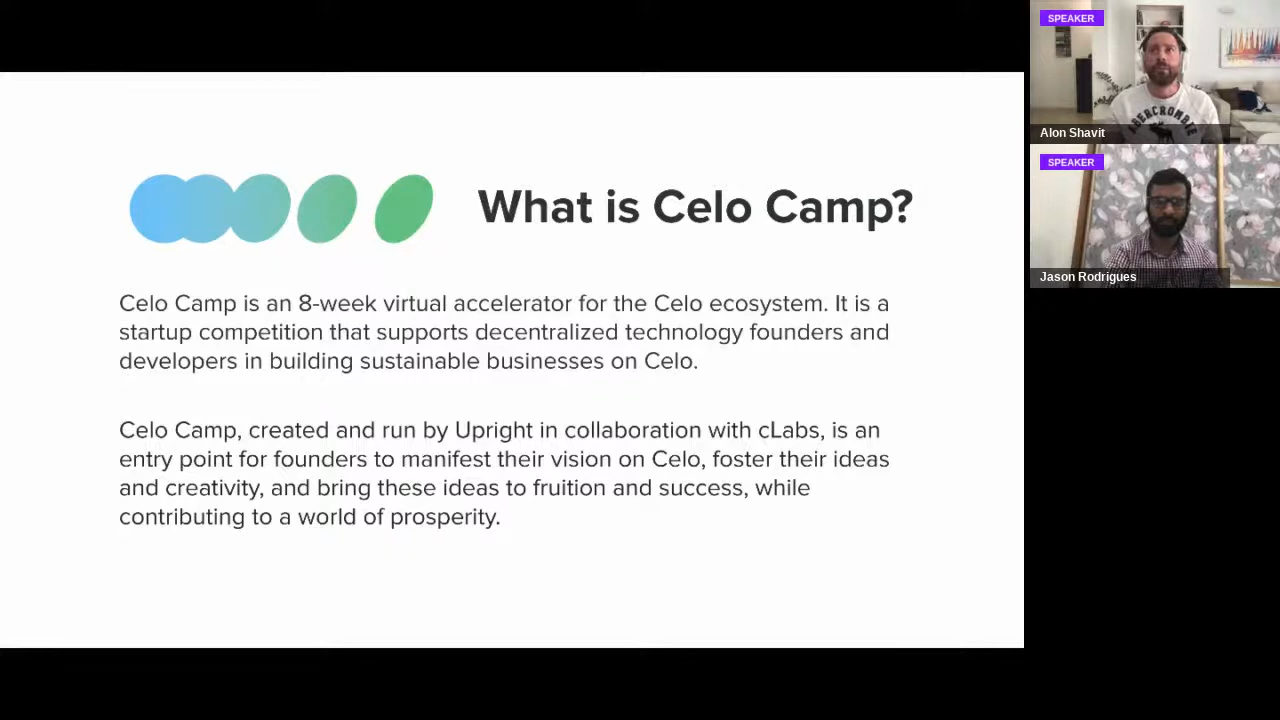 What is Celo Camp?
Celo Camp is an 8-week virtual accelerator for the Celo ecosystem. It is a
startup competition that supports decentralized technology founders and
developers in building sustainable businesses on Celo.
Celo Camp, created and run by Upright in collaboration with cLabs, is an
entry point for founders to manifest their vision on Celo, foster their ideas
and creativity, and bring these ideas to fruition and success, while
contributing to a world of prosperity.
SPEAKER
ABERCROMBIE
Alon Shavit
SPEAKER
Jason Rodrigues